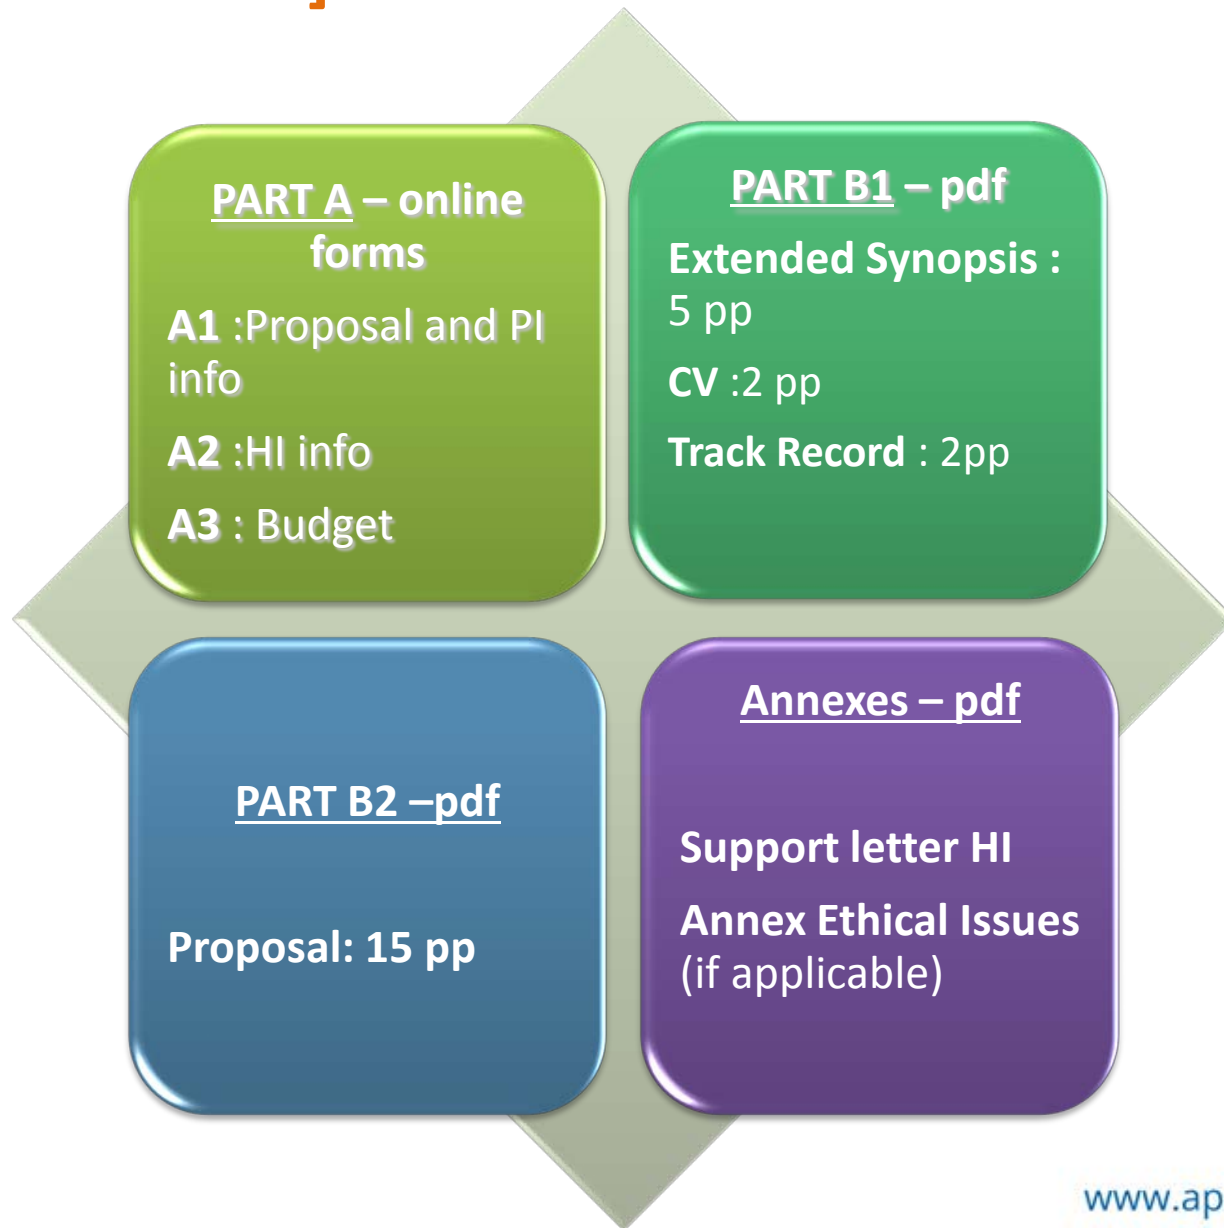 PART A – online
forms
A1 :Proposal and PI
info
A2 :HI info
A3 : Budget
PART B1 – pdf
Extended Synopsis :
5 pp
CV :2 pp
Track Record : 2pp
PART B2 –pdf
Proposal: 15 pp
Annexes – pdf
Support letter HI
Annex Ethical Issues
(if applicable)
www.ap